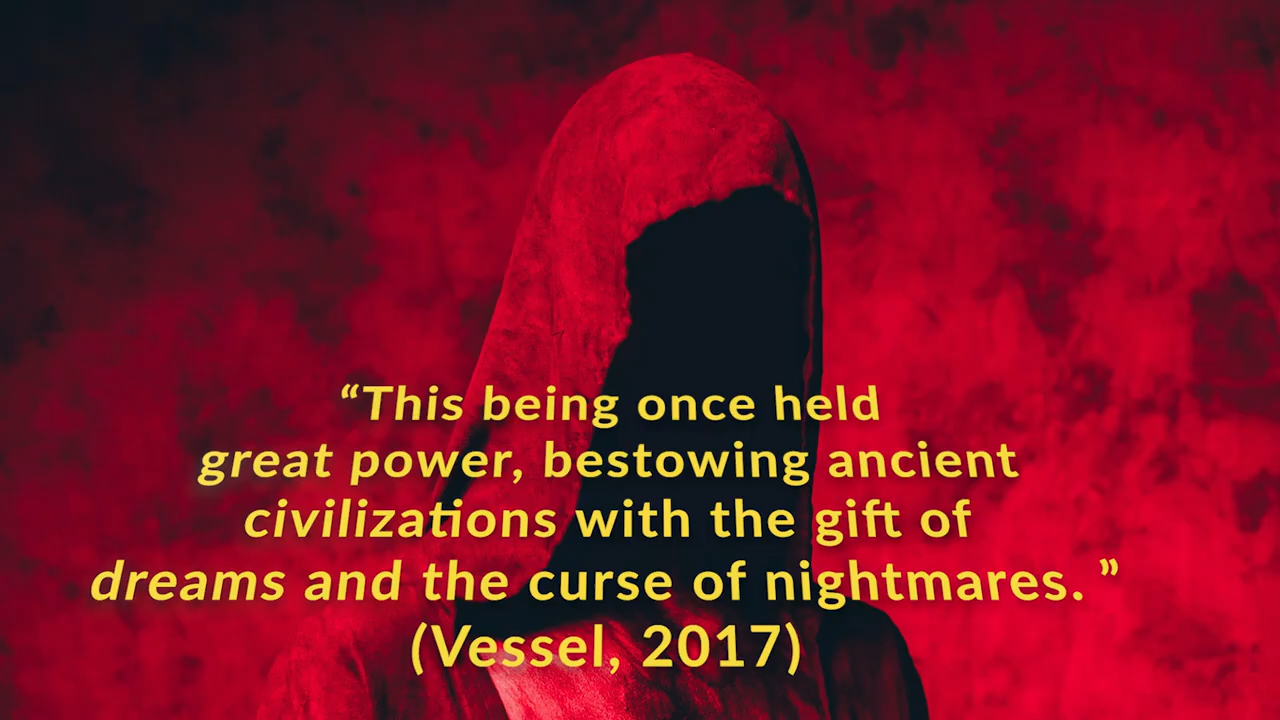 “This being once held
great power, bestowing ancient
civilizations with the gift of
dreams and the curse of nightmares. ”
(Vessel, 2017)